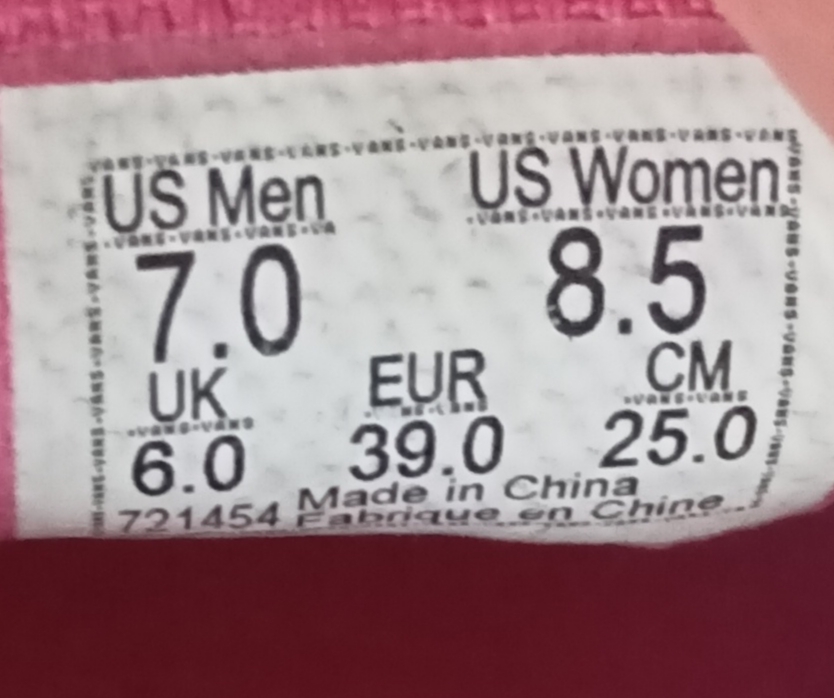 US Men US Women
7.0 8.5
UK EUR CM
6.0 39.0 25.0
Made in China
721454 Fabrique en Chine